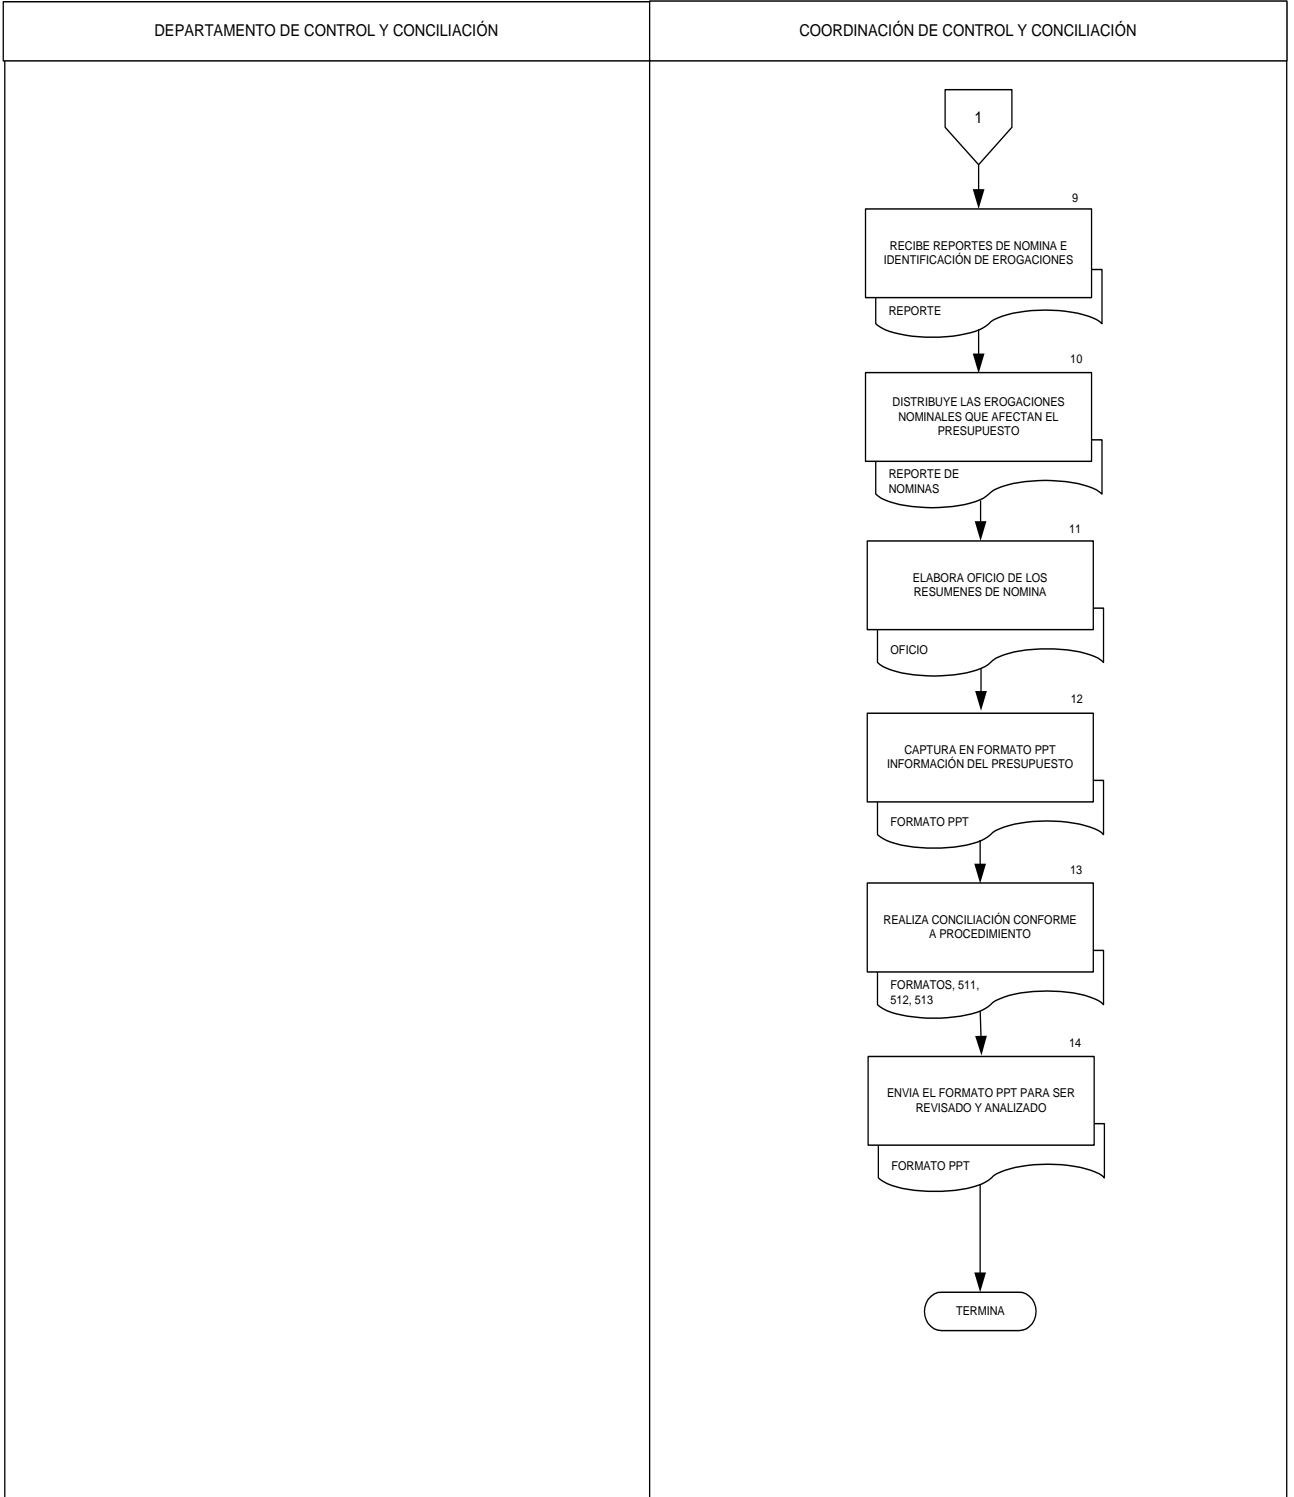 DEPARTAMENTO DE CONTROL Y CONCILIACIÓN
COORDINACIÓN DE CONTROL Y CONCILIACIÓN
1
9
RECIBE REPORTES DE NOMINA E
IDENTIFICACIÓN DE EROGACIONES
REPORTE
10
DISTRIBUYE LAS EROGACIONES
NOMINALES QUE AFECTAN EL
PRESUPUESTO
REPORTE DE
NOMINAS
11
ELABORA OFICIO DE LOS
RESUMENES DE NOMINA
OFICIO
12
CAPTURA EN FORMATO PPT
INFORMACIÓN DEL PRESUPUESTO
FORMATO PPT
13
REALIZA CONCILIACIÓN CONFORME
A PROCEDIMIENTO
FORMATOS, 511,
512, 513
14
ENVIA EL FORMATO PPT PARA SER
REVISADO Y ANALIZADO
FORMATO PPT
TERMINA